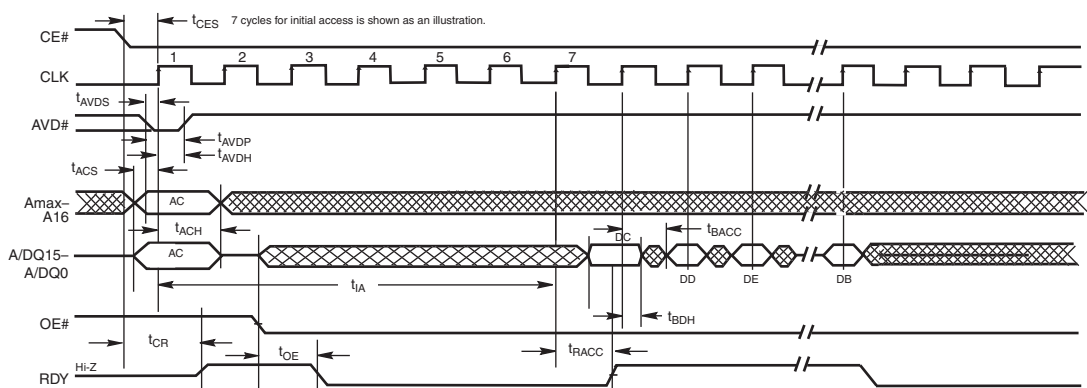 tCES 7 cycles for initial access is shown as an illustration.
CE#
CLK 1 2 3 4 5 6 7
tAVDS
AVD#
tAVDP
tAVDH
tACS
Amax–
A16
AC
tACH
A/DQ15–
A/DQ0
AC
DC
tBACC
DD DE DB
tIA
tBDH
OE#
tCR
tOE
tRACC
Hi-Z
RDY